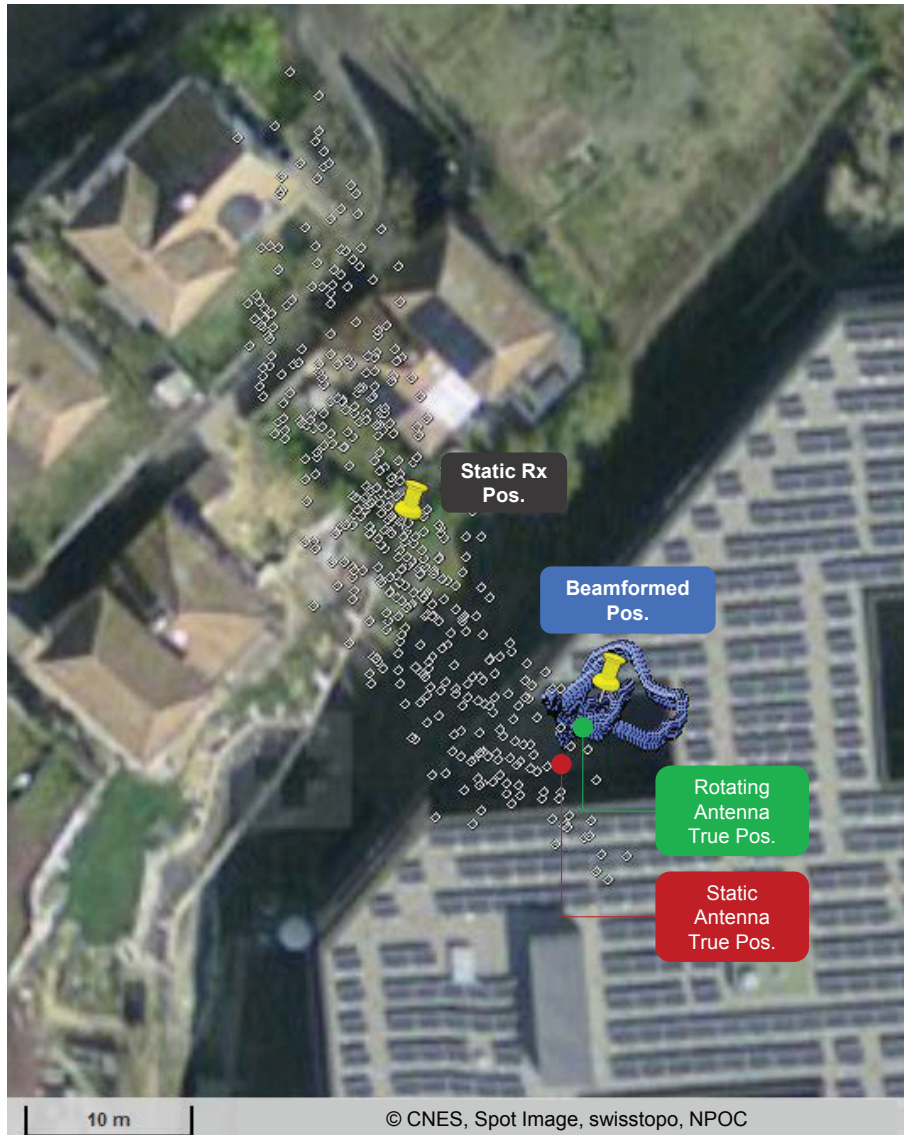 Static Rx
Pos.
Beamformed
Pos.
Rotating
Antenna
True Pos.
Static
Antenna
True Pos.
10 m
© CNES, Spot Image, swisstopo, NPOC